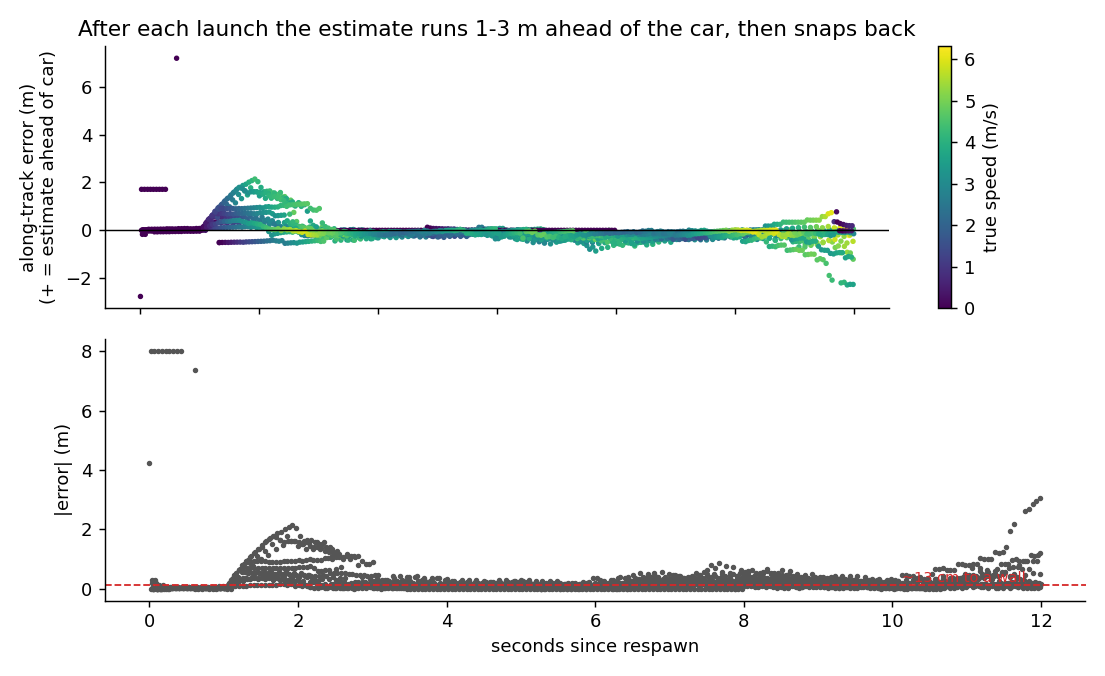 After each launch the estimate runs 1-3 m ahead of the car, then snaps back
along-track error (m)
(+ = estimate ahead of car)
6
4
2
0
−2
6
5
4
3
2
1
0
true speed (m/s)
|error| (m)
8
6
4
2
0
0 2 4 6 8 10 12
seconds since respawn